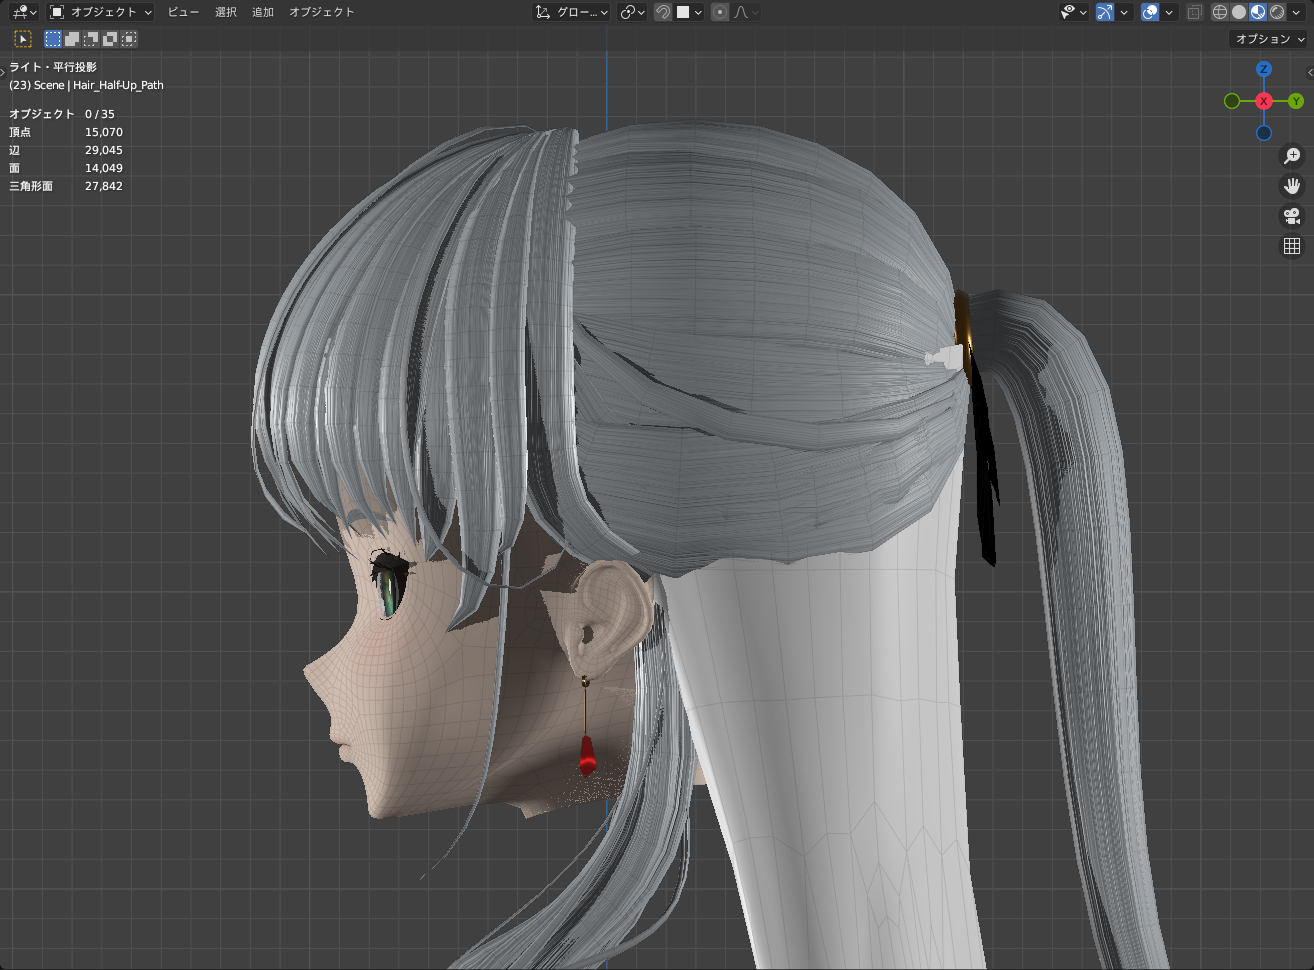 オブジェクト ビュー 選択 追加 オブジェクト グロー...
オプション
ライト・平行投影
(23) Scene | Hair_Half-Up_Path
オブジェクト 0 / 35
頂点 15,070
辺 29,045
面 14,049
三角形面 27,842
Z
X
Y